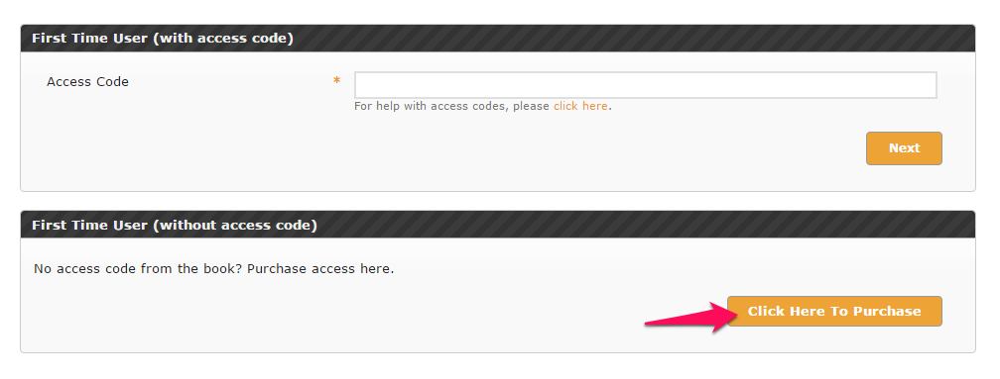 First Time User (with access code)
Access Code *
For help with access codes, please click here.
Next
First Time User (without access code)
No access code from the book? Purchase access here.
Click Here To Purchase